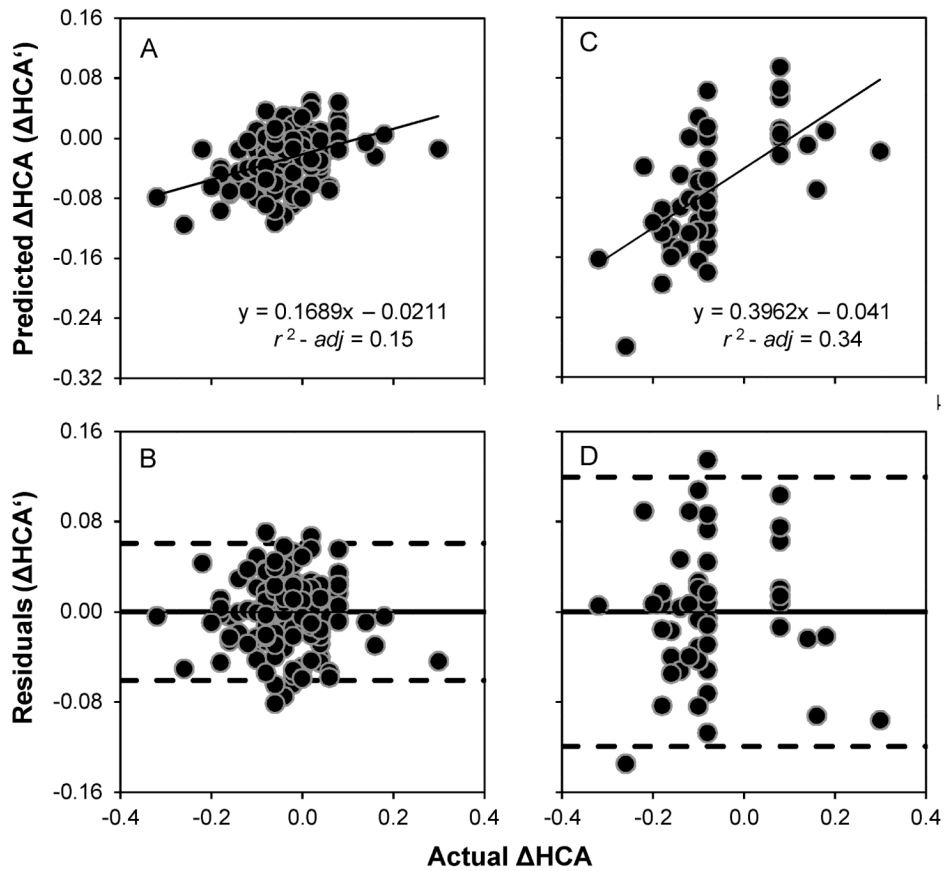 Predicted ΔHCA (ΔHCA‘)
0.16
0.08
0.00
-0.08
-0.16
-0.24
-0.32
A
y = 0.1689x – 0.0211
r 2 - adj = 0.15
C
y = 0.3962x – 0.041
r 2 - adj = 0.34
Residuals (ΔHCA‘)
0.16
0.08
0.00
-0.08
-0.16
B
D
-0.4 -0.2 0.0 0.2 0.4
-0.4 -0.2 0.0 0.2 0.4
Actual ΔHCA